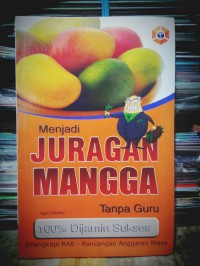 Menjadi
JURAGAN
MANGGA
Tanpa Guru
100% Dijamin Sukses
Dilengkapi RAB - Rancangan Anggaran Biaya